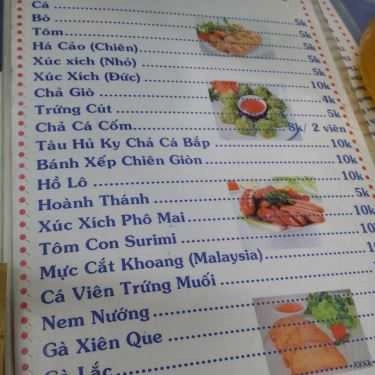 Cá ........ 5k
Bò ........ 5k
Tôm ........ 5k
Há Cảo (Chiên) ........ 5k
Xúc xích (Nhỏ) ........ 5k
Xúc Xích (Đức) ........ 10k
Chả Giò ........ 4k
Trứng Cút ........ 5k
Chả Cá Cốm ........ 8k/ 2 viên
Tàu Hủ Ky Chả Cá Bắp ........ 10k
Bánh Xếp Chiên Giòn ........ 10k
Hồ Lô ........ 10k
Hoành Thánh ........ 5k
Xúc Xích Phô Mai ........ 10k
Tôm Con Surimi ........ 10
Mực Cắt Khoang (Malaysia) ........
Cá Viên Trứng Muối ........
Nem Nướng ........
Gà Xiên Que ........
Gà Lắc ........